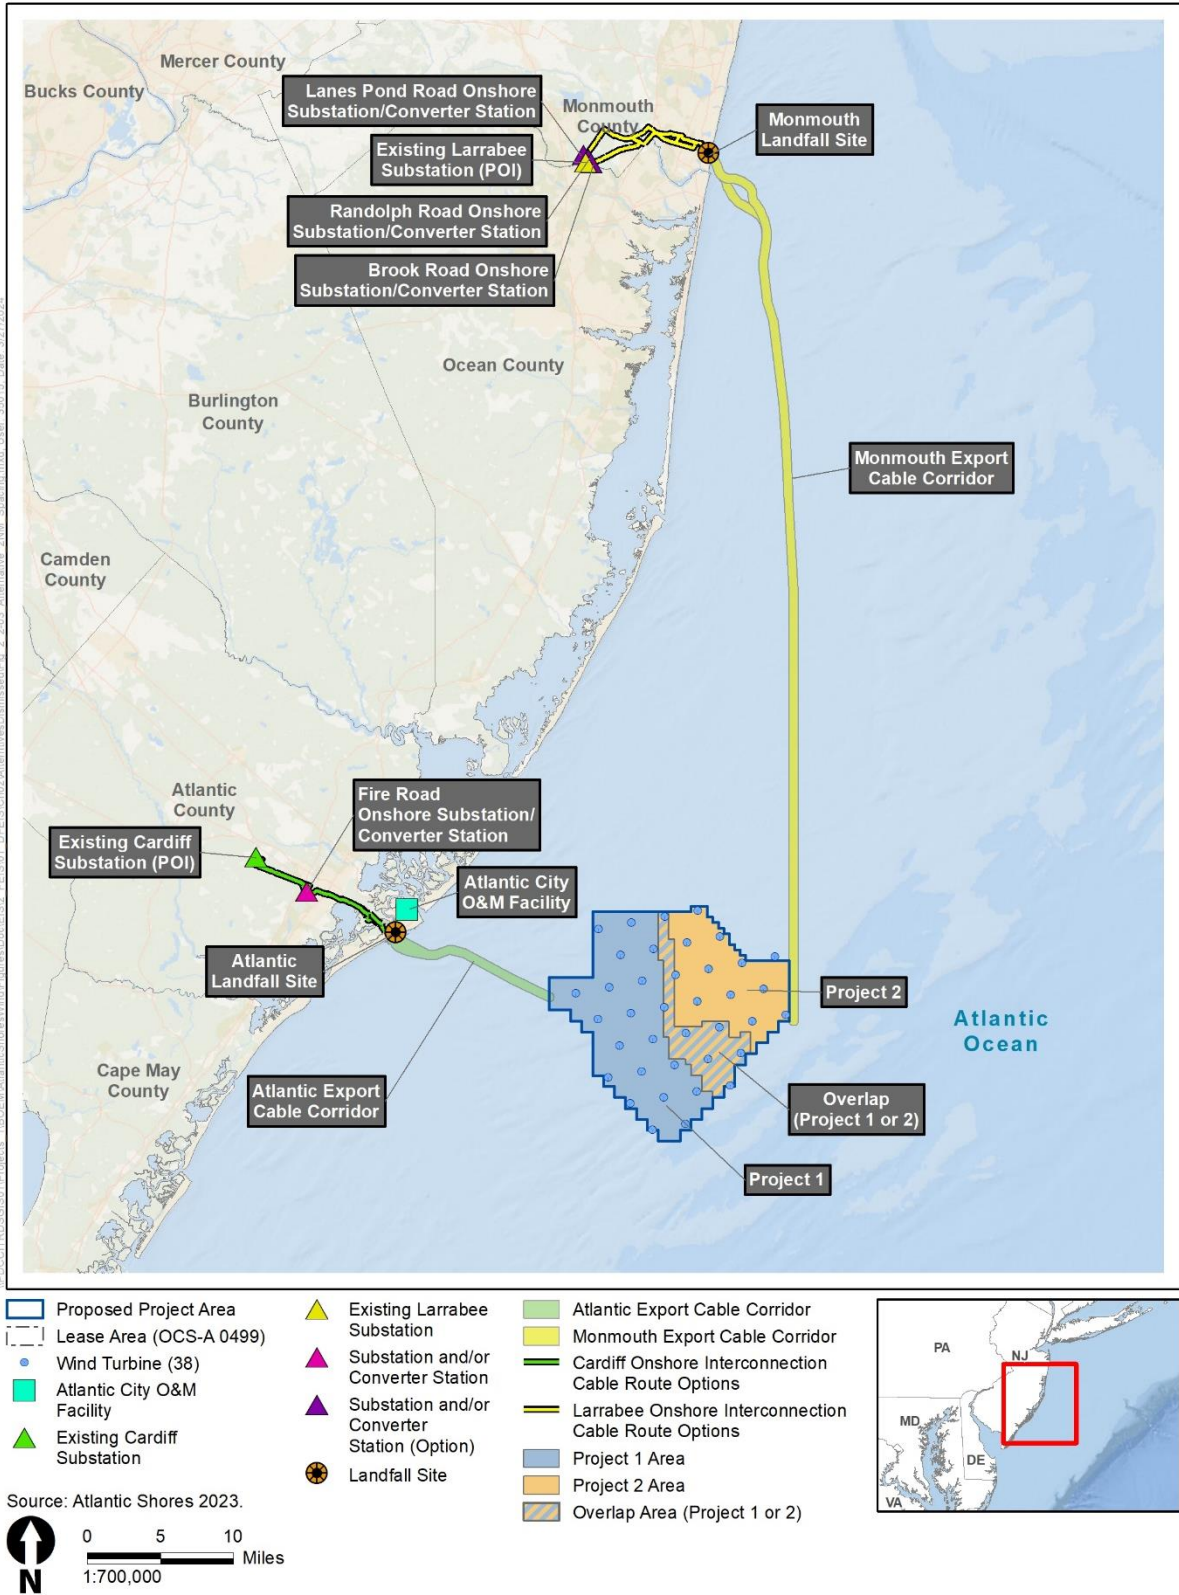 Mercer County
Bucks County
Lanes Pond Road Onshore
Substation/Converter Station
Monmouth
County
Monmouth
Landfall Site
Existing Larrabee
Substation (POI)
Randolph Road Onshore
Substation/Converter Station
Brook Road Onshore
Substation/Converter Station
Ocean County
Burlington
County
Monmouth Export
Cable Corridor
Camden
County
Atlantic
County
Fire Road
Onshore Substation/
Converter Station
Existing Cardiff
Substation (POI)
Atlantic City
O&M Facility
Atlantic
Landfall Site
Project 2
Atlantic
Ocean
Cape May
County
Atlantic Export
Cable Corridor
Overlap
(Project 1 or 2)
Project 1
Proposed Project Area
Lease Area (OCS-A 0499)
Wind Turbine (38)
Atlantic City O&M
Facility
Existing Cardiff
Substation
Existing Larrabee
Substation
Substation and/or
Converter Station
Substation and/or
Converter
Station (Option)
Landfall Site
Atlantic Export Cable Corridor
Monmouth Export Cable Corridor
Cardiff Onshore Interconnection
Cable Route Options
Larrabee Onshore Interconnection
Cable Route Options
Project 1 Area
Project 2 Area
Overlap Area (Project 1 or 2)
PA
NJ
MD
DE
VA
Source: Atlantic Shores 2023.
N
0 5 10
Miles
1:700,000